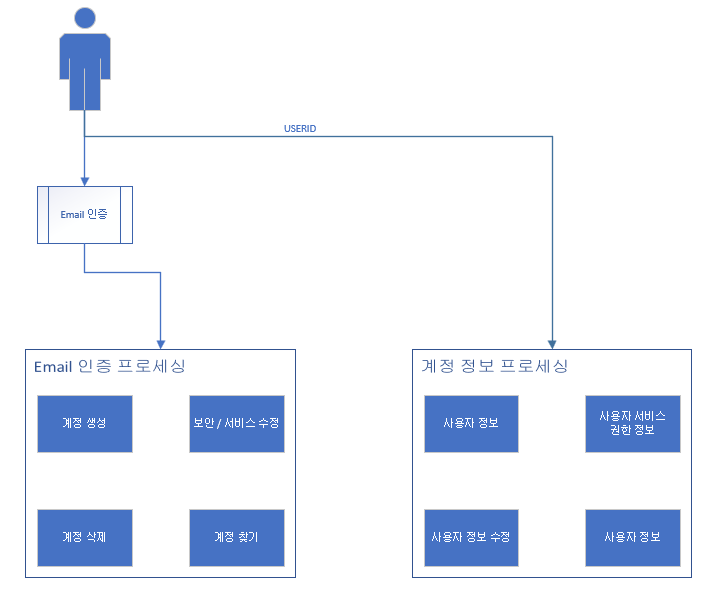 USERID
Email 인증
Email 인증 프로세싱
계정 생성
보안 / 서비스 수정
계정 삭제
계정 찾기
계정 정보 프로세싱
사용자 정보
사용자 서비스
권한 정보
사용자 정보 수정
사용자 정보